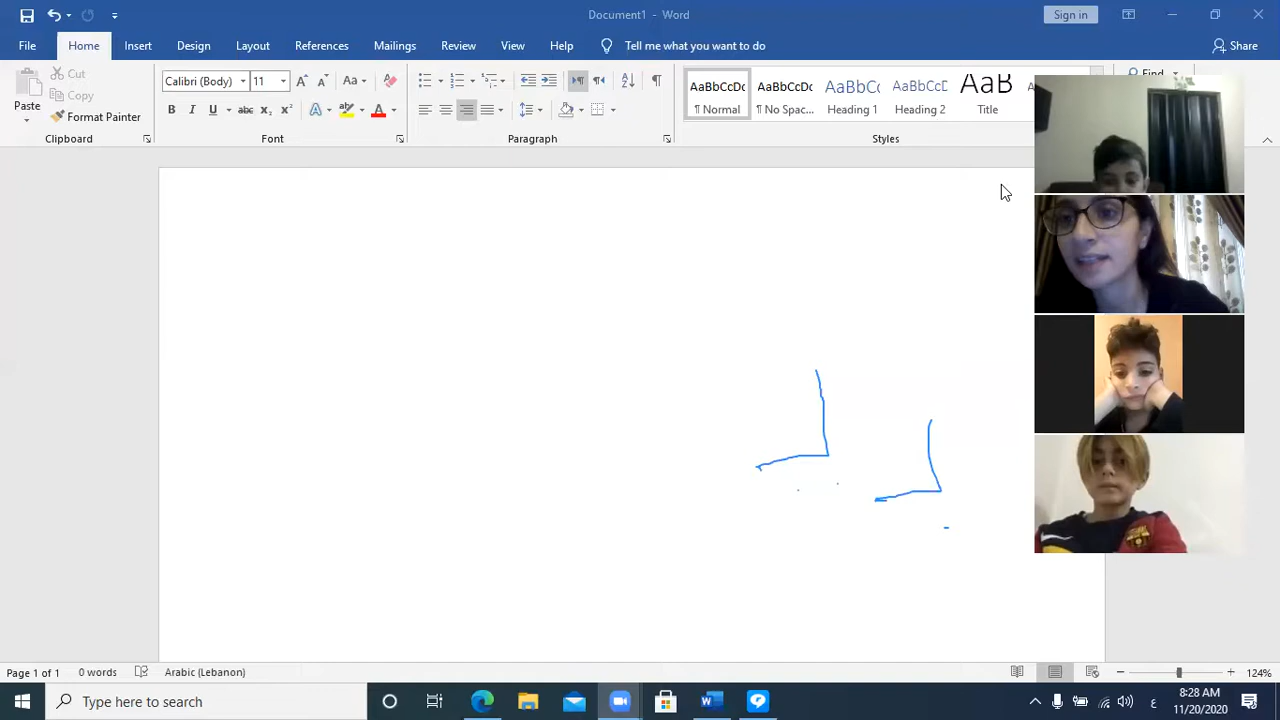 Document1 - Word
Sign in
File Home Insert Design Layout References Mailings Review View Help Tell me what you want to do Share
Paste
Cut
Copy
Format Painter
Clipboard
Calibri (Body) 11
Font
Paragraph
AaBbCcDc
¶ Normal
AaBbCcDc
¶ No Spac...
AaBbCc
Heading 1
AaBbCcD
Heading 2
AaB
Title
Styles
Find
Page 1 of 1 0 words Arabic (Lebanon) 124%
Type here to search
ع
8:28 AM
11/20/2020